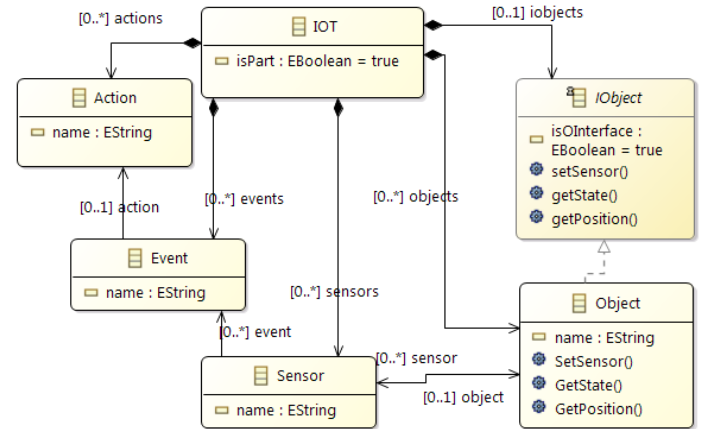 [0..*] actions
IOT
[0..1] iobjects
isPart : EBoolean = true
Action
name : EString
IObject
isOInterface :
EBoolean = true
setSensor()
getState()
getPosition()
[0..1] action
[0..*] events
[0..*] objects
Event
name : EString
[0..*] sensors
Object
name : EString
SetSensor()
GetState()
GetPosition()
[0..*] event
[0..*] sensor
Sensor
name : EString
[0..1] object